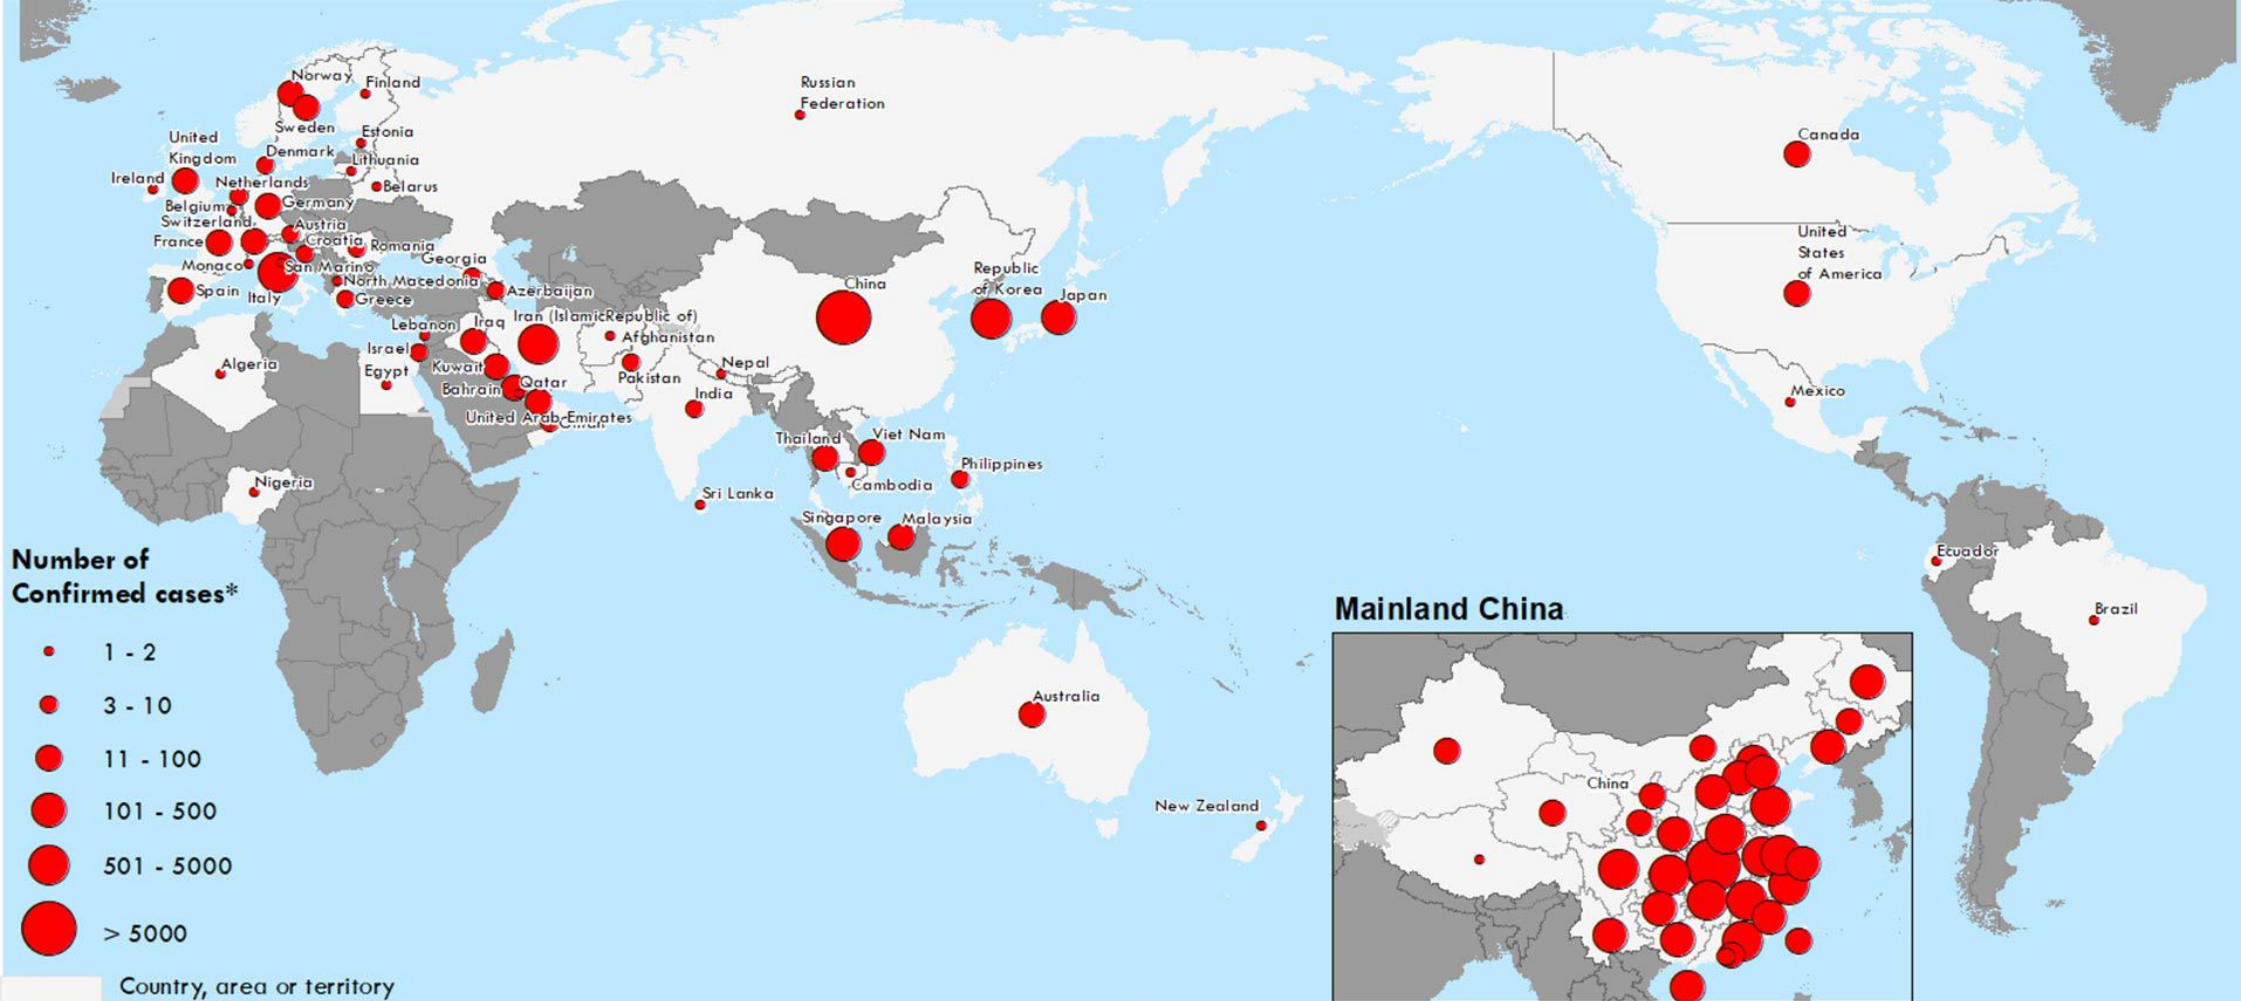 Norway
Finland
Russian
Federation
Sweden
Estonia
United
Kingdom
Denmark
Lithuania
Ireland
Netherlands
Belarus
Belgium
Germany
Switzerland
Austria
France
Croatia
Romania
Monaco
San Marino
Georgia
North Macedonia
Spain
Italy
Greece
Azerbaijan
Lebanon
Iraq
Iran (Islamic Republic of)
Afghanistan
Israel
Kuwait
Algeria
Egypt
Bahrain
Qatar
Pakistan
Nepal
India
United Arab Emirates
China
Republic
of Korea
Japan
Thailand
Viet Nam
Cambodia
Philippines
Nigeria
Sri Lanka
Singapore
Malaysia
Australia
New Zealand
Canada
United
States
of America
Mexico
Ecuador
Brazil
Number of
Confirmed cases*
1 - 2
3 - 10
11 - 100
101 - 500
501 - 5000
> 5000
Country, area or territory
Mainland China
China